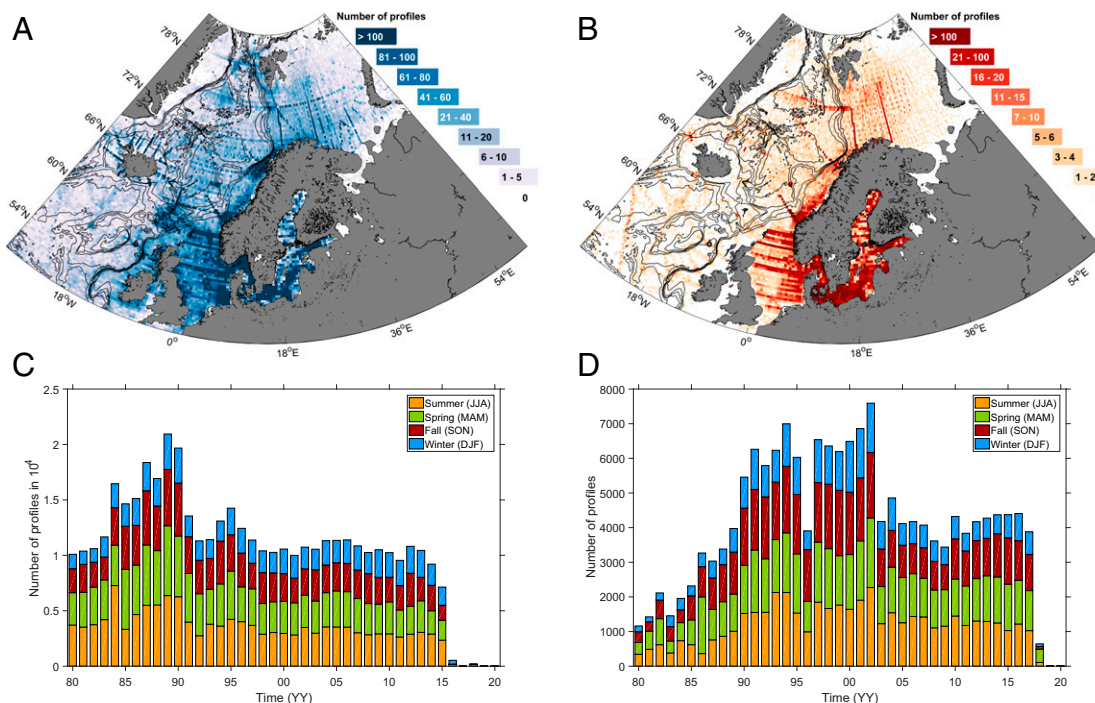 A
Number of profiles
> 100
81 - 100
61 - 80
41 - 60
21 - 40
11 - 20
6 - 10
1 - 5
0
78°N
72°N
66°N
60°N
54°N
18°W
0°
18°E
36°E
54°E
B
Number of profiles
> 100
21 - 100
16 - 20
11 - 15
7 - 10
5 - 6
3 - 4
1 - 2
78°N
72°N
66°N
60°N
54°N
18°W
0°
18°E
36°E
54°E
C
Number of profiles in 10^4
2.5
2
1.5
1
0.5
0
80 85 90 95 00 05 10 15 20
Time (YY)
Summer (JJA)
Spring (MAM)
Fall (SON)
Winter (DJF)
D
Number of profiles
8000
7000
6000
5000
4000
3000
2000
1000
0
80 85 90 95 00 05 10 15 20
Time (YY)
Summer (JJA)
Spring (MAM)
Fall (SON)
Winter (DJF)